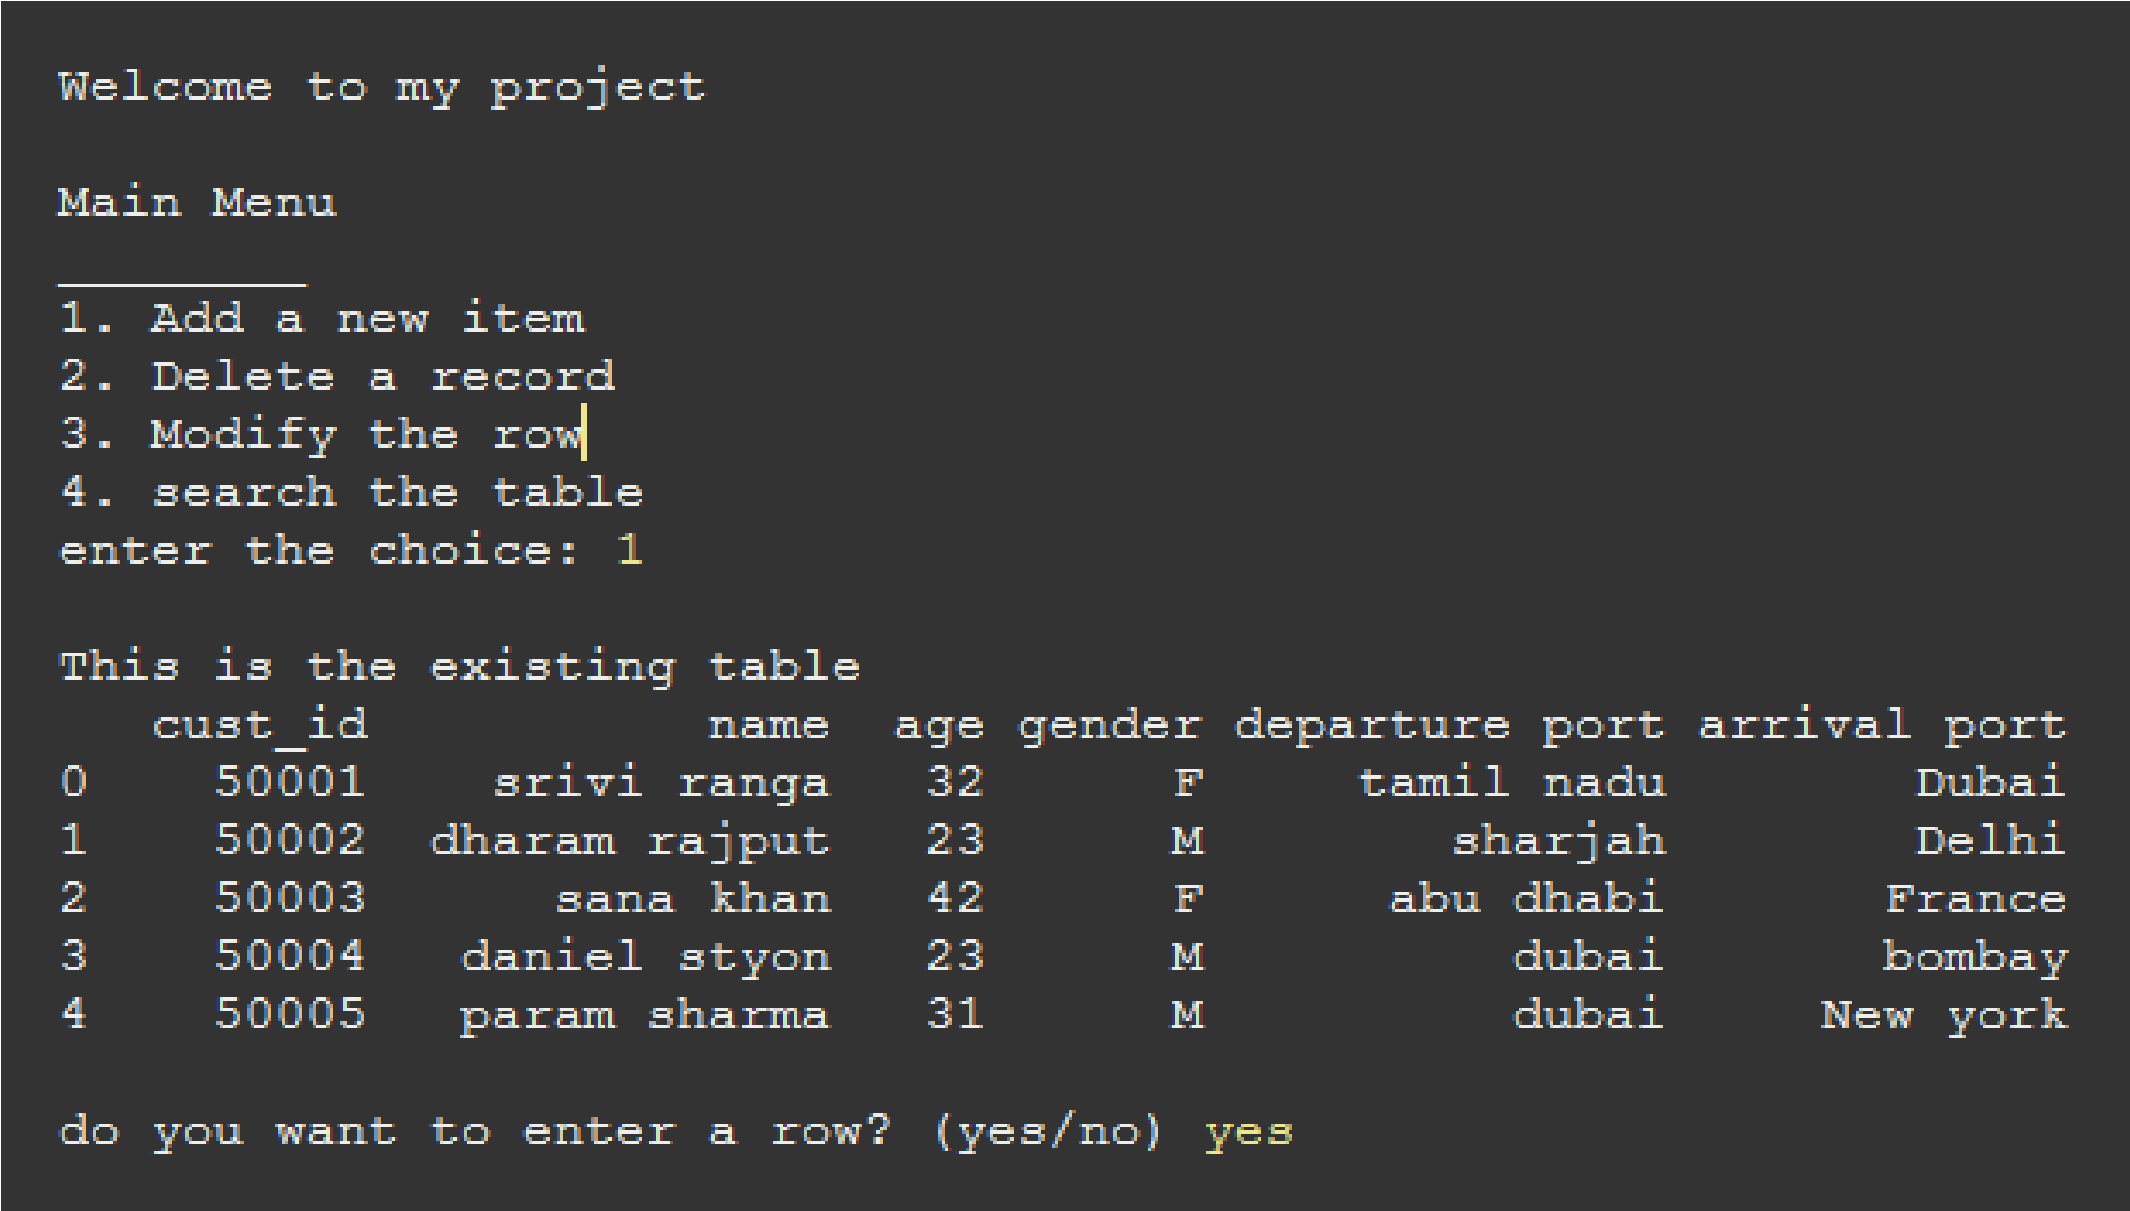 Welcome to my project
Main Menu
_________
1. Add a new item
2. Delete a record
3. Modify the row
4. search the table
enter the choice: 1
This is the existing table
cust_id name age gender departure port arrival port
0 50001 srivi ranga 32 F tamil nadu Dubai
1 50002 dharam rajput 23 M sharjah Delhi
2 50003 sana khan 42 F abu dhabi France
3 50004 daniel styon 23 M dubai bombay
4 50005 param sharma 31 M dubai New york
do you want to enter a row? (yes/no) yes